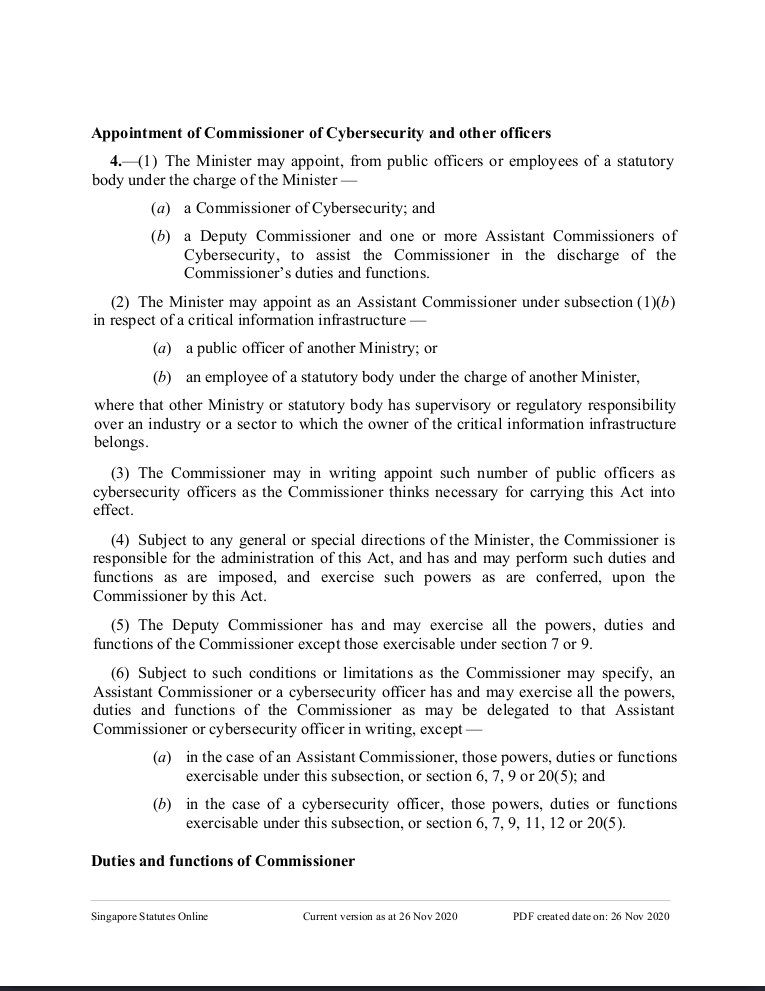 Appointment of Commissioner of Cybersecurity and other officers
4.—(1) The Minister may appoint, from public officers or employees of a statutory
body under the charge of the Minister —
(a) a Commissioner of Cybersecurity; and
(b) a Deputy Commissioner and one or more Assistant Commissioners of
Cybersecurity, to assist the Commissioner in the discharge of the
Commissioner’s duties and functions.
(2) The Minister may appoint as an Assistant Commissioner under subsection (1)(b)
in respect of a critical information infrastructure —
(a) a public officer of another Ministry; or
(b) an employee of a statutory body under the charge of another Minister,
where that other Ministry or statutory body has supervisory or regulatory responsibility
over an industry or a sector to which the owner of the critical information infrastructure
belongs.
(3) The Commissioner may in writing appoint such number of public officers as
cybersecurity officers as the Commissioner thinks necessary for carrying this Act into
effect.
(4) Subject to any general or special directions of the Minister, the Commissioner is
responsible for the administration of this Act, and has and may perform such duties and
functions as are imposed, and exercise such powers as are conferred, upon the
Commissioner by this Act.
(5) The Deputy Commissioner has and may exercise all the powers, duties and
functions of the Commissioner except those exercisable under section 7 or 9.
(6) Subject to such conditions or limitations as the Commissioner may specify, an
Assistant Commissioner or a cybersecurity officer has and may exercise all the powers,
duties and functions of the Commissioner as may be delegated to that Assistant
Commissioner or cybersecurity officer in writing, except —
(a) in the case of an Assistant Commissioner, those powers, duties or functions
exercisable under this subsection, or section 6, 7, 9 or 20(5); and
(b) in the case of a cybersecurity officer, those powers, duties or functions
exercisable under this subsection, or section 6, 7, 9, 11, 12 or 20(5).
Duties and functions of Commissioner
Singapore Statutes Online Current version as at 26 Nov 2020 PDF created date on: 26 Nov 2020